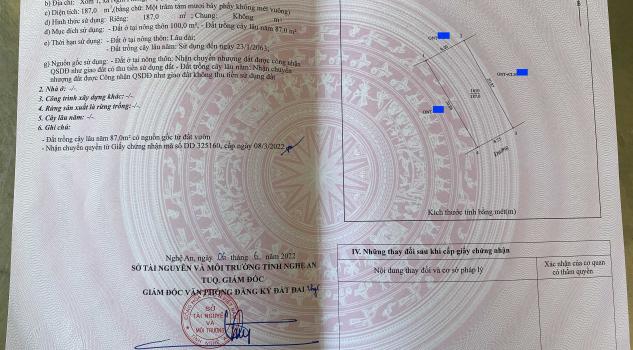 b) Địa chỉ: Xóm 1, xã
c) Diện tích: 187,0 m², (bằng chữ: Một trăm tám mươi bảy phẩy không mét vuông)
d) Hình thức sử dụng: Riêng: 187,0 m²; Chung: Không m²
đ) Mục đích sử dụng: - Đất ở tại nông thôn 100,0 m²; - Đất trồng cây lâu năm 87,0 m²
e) Thời hạn sử dụng: - Đất ở tại nông thôn: Lâu dài;
- Đất trồng cây lâu năm: Sử dụng đến ngày 23/1/2063;
g) Nguồn gốc sử dụng: - Đất ở tại nông thôn: Nhận chuyển nhượng đất được công nhận
QSDĐ như giao đất có thu tiền sử dụng đất - Đất trồng cây lâu năm: Nhận chuyển
nhượng đất được Công nhận QSDĐ như giao đất không thu tiền sử dụng đất
2. Nhà ở: -/-
3. Công trình xây dựng khác: -/-
4. Rừng sản xuất là rừng trồng: -/-
5. Cây lâu năm: -/-
6. Ghi chú:
- Đất trồng cây lâu năm 87.0m2 có nguồn gốc từ đất vườn
- Nhận chuyển quyền từ Giấy chứng nhận mã số DD 325160, cấp ngày 08/3/2022
Nghệ An, ngày 06 tháng 6 năm 2022
SỞ TÀI NGUYÊN VÀ MÔI TRƯỜNG TỈNH NGHỆ AN
TUQ. GIÁM ĐỐC
GIÁM ĐỐC VĂN PHÒNG ĐĂNG KÝ ĐẤT ĐAI
SỞ
TÀI NGUYÊN
VÀ
MÔI TRƯỜNG
ONT
ONT
Đường
Kích thước tính bằng mét(m)
IV. Những thay đổi sau khi cấp giấy chứng nhận
Nội dung thay đổi và cơ sở pháp lý
Xác nhận của cơ quan
có thẩm quyền